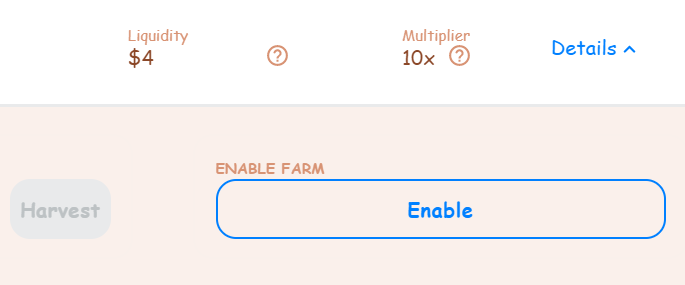 Liquidity
$4
Multiplier
10x
Details
ENABLE FARM
Harvest
Enable